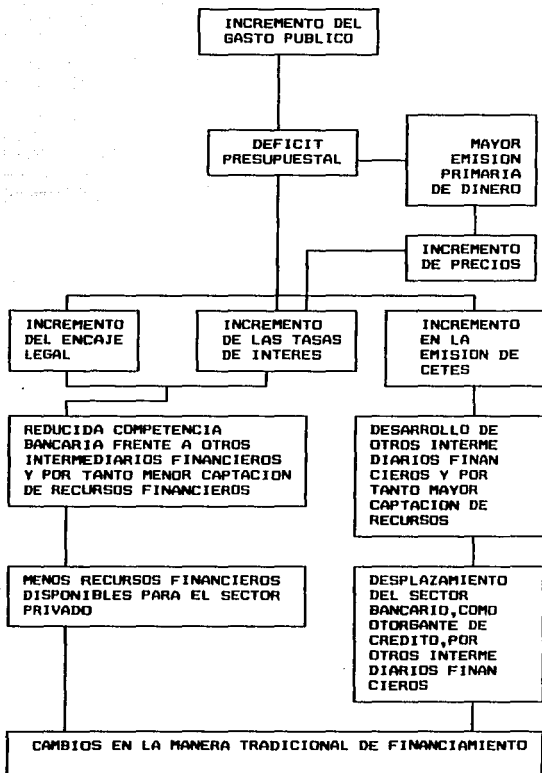 INCREMENTO DEL
GASTO PUBLICO
DEFICIT
PRESUPUESTAL
MAYOR
EMISION
PRIMARIA
DE DINERO
INCREMENTO
DE PRECIOS
INCREMENTO
DEL ENCAJE
LEGAL
INCREMENTO
DE LAS TASAS
DE INTERES
INCREMENTO
EN LA
EMISION DE
CETES
REDUCIDA COMPETENCIA
BANCARIA FRENTE A OTROS
INTERMEDIARIOS FINANCIEROS
Y POR TANTO MENOR CAPTACION
DE RECURSOS FINANCIEROS
DESARROLLO DE
OTROS INTERME
DIARIOS FINAN
CIEROS Y POR
TANTO MAYOR
CAPTACION DE
RECURSOS
MENOS RECURSOS FINANCIEROS
DISPONIBLES PARA EL SECTOR
PRIVADO
DESPLAZAMIENTO
DEL SECTOR
BANCARIO,COMO
OTORGANTE DE
CREDITO,POR
OTROS INTERME
DIARIOS FINAN
CIEROS
CAMBIOS EN LA MANERA TRADICIONAL DE FINANCIAMIENTO